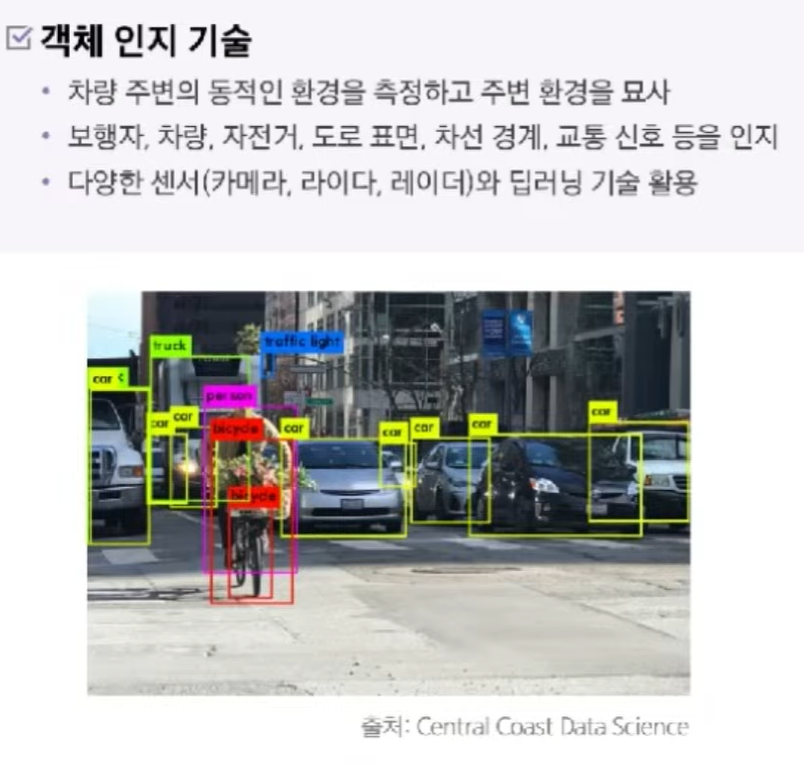 객체 인지 기술
• 차량 주변의 동적인 환경을 측정하고 주변 환경을 묘사
• 보행자, 차량, 자전거, 도로 표면, 차선 경계, 교통 신호 등을 인지
• 다양한 센서(카메라, 라이다, 레이더)와 딥러닝 기술 활용
truck
traffic light
car
person
car
car
bicycle
car
car
car
car
car
bicycle
출처: Central Coast Data Science